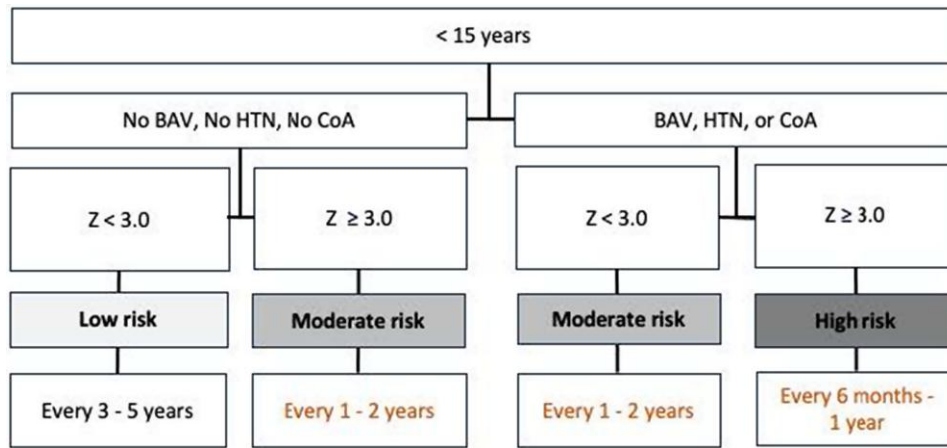 < 15 years
No BAV, No HTN, No CoA
BAV, HTN, or CoA
Z < 3.0
Z ≥ 3.0
Z < 3.0
Z ≥ 3.0
Low risk
Moderate risk
Moderate risk
High risk
Every 3 - 5 years
Every 1 - 2 years
Every 1 - 2 years
Every 6 months -
1 year